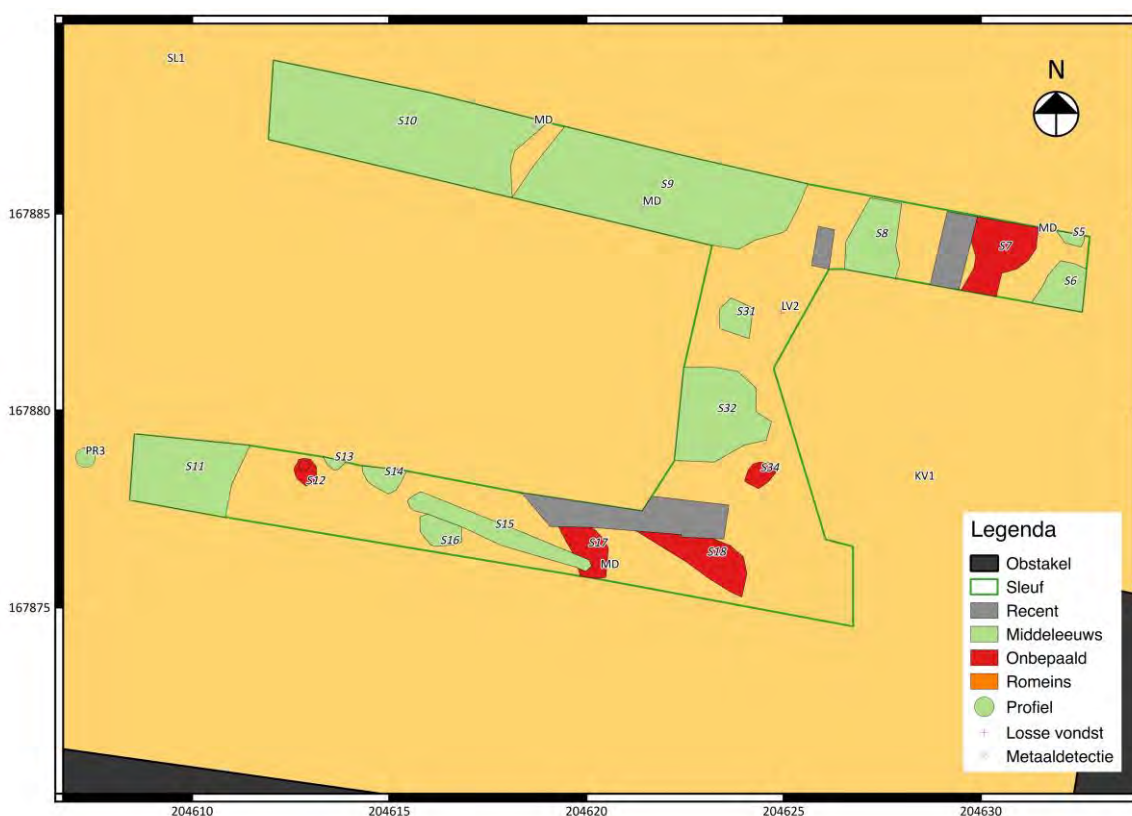 SL1
N
S10
MD
S9
MD
167885
S8
S7
MD
S5
S6
S31
LV2
167880
S32
PR3
S11
S12
S13
S14
S34
KV1
S15
S16
S17
MD
S18
167875
Legenda
Obstakel
Sleuf
Recent
Middeleeuws
Onbepaald
Romeins
Profiel
Losse vondst
Metaaldetectie
204610
204615
204620
204625
204630